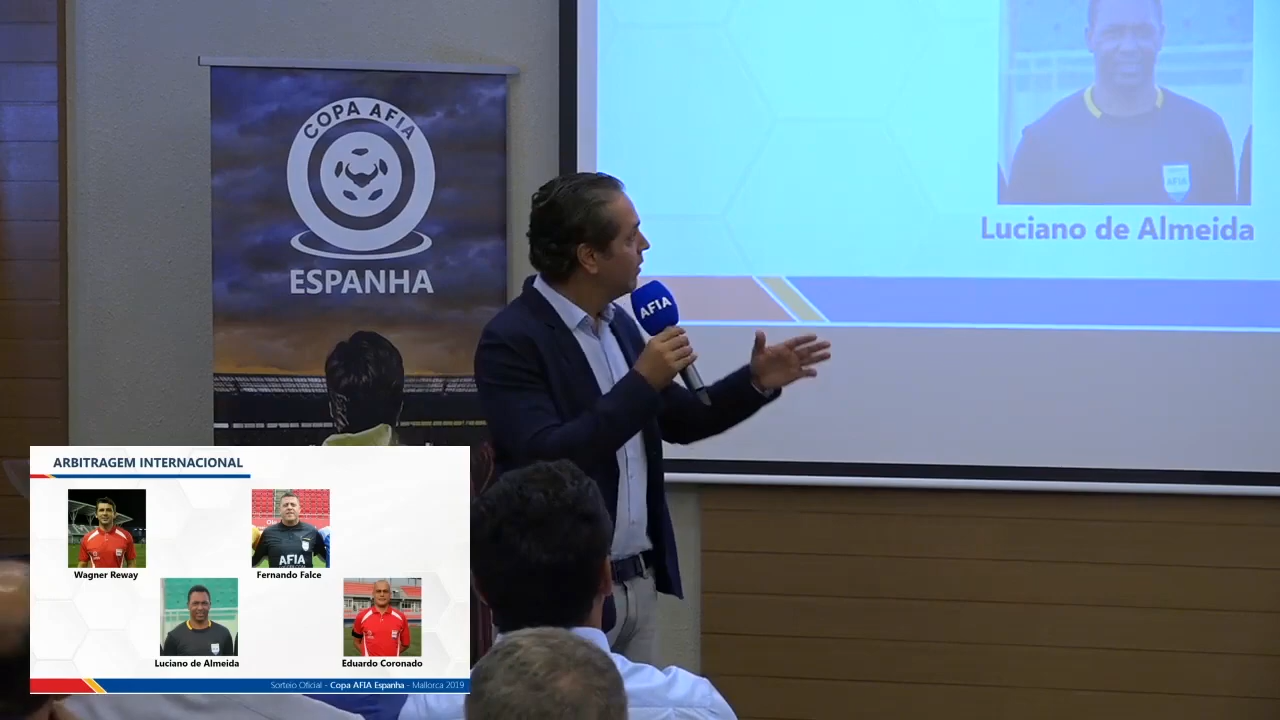 COPA AFIA
ESPANHA
AFIA
AFIA
Luciano de Almeida
ARBITRAGEM INTERNACIONAL
AFIA
Wagner Reway
Fernando Falce
Luciano de Almeida
Eduardo Coronado
Sorteio Oficial - Copa AFIA Espanha - Mallorca 2019